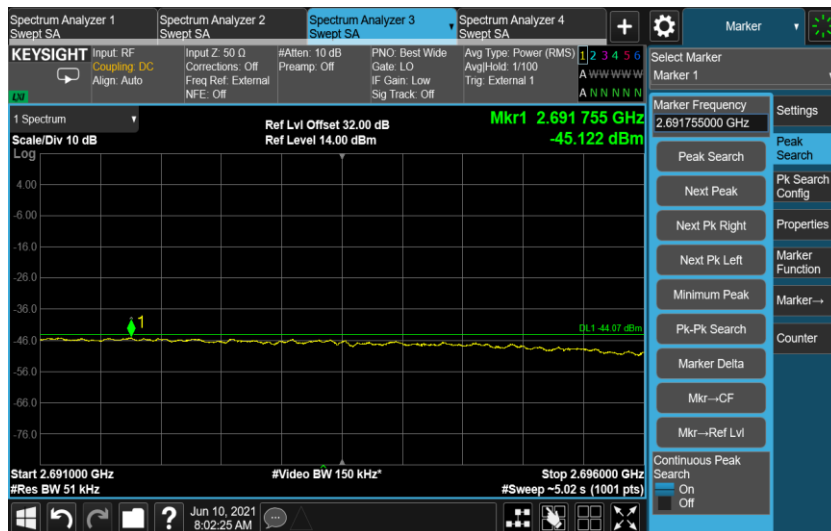 Spectrum Analyzer 1
Swept SA
Spectrum Analyzer 2
Swept SA
Spectrum Analyzer 3
Swept SA
Spectrum Analyzer 4
Swept SA
+
Marker
KEYSIGHT
LXI
Input: RF
Coupling: DC
Align: Auto
Input Z: 50 Ω
Corrections: Off
Freq Ref: External
NFE: Off
#Atten: 10 dB
Preamp: Off
PNO: Best Wide
Gate: LO
IF Gain: Low
Sig Track: Off
Avg Type: Power (RMS)
Avg|Hold: 1/100
Trig: External 1
1 2 3 4 5 6
A W W W W W
A N N N N N
Select Marker
Marker 1
1 Spectrum
Scale/Div 10 dB
Log
Ref Lvl Offset 32.00 dB
Ref Level 14.00 dBm
Mkr1 2.691 755 GHz
-45.122 dBm
4.00
-6.00
-16.0
-26.0
-36.0
-46.0
-56.0
-66.0
-76.0
1
DL1 -44.07 dBm
Start 2.691000 GHz
#Res BW 51 kHz
#Video BW 150 kHz*
Stop 2.696000 GHz
#Sweep ~5.02 s (1001 pts)
Marker Frequency
2.691755000 GHz
Peak Search
Next Peak
Next Pk Right
Next Pk Left
Minimum Peak
Pk-Pk Search
Marker Delta
Mkr→CF
Mkr→Ref Lvl
Continuous Peak
Search
On
Off
Settings
Peak
Search
Pk Search
Config
Properties
Marker
Function
Marker→
Counter
?
Jun 10, 2021
8:02:25 AM